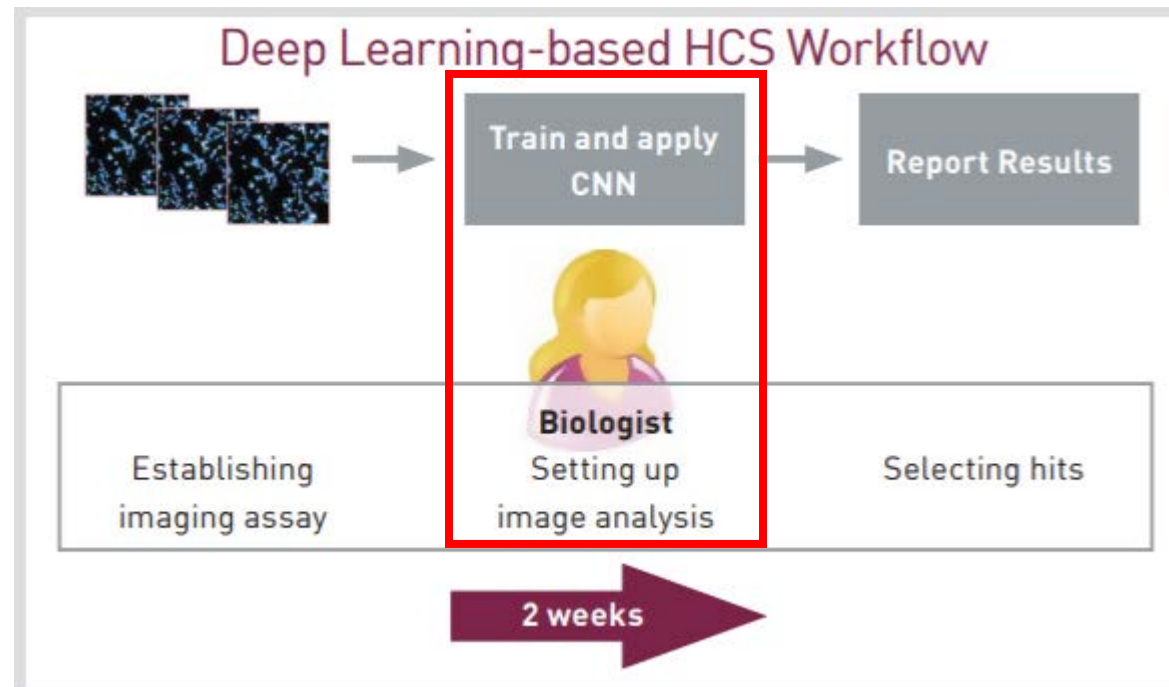 Deep Learning-based HCS Workflow
Train and apply
CNN
Report Results
Biologist
Establishing
imaging assay
Setting up
image analysis
Selecting hits
2 weeks